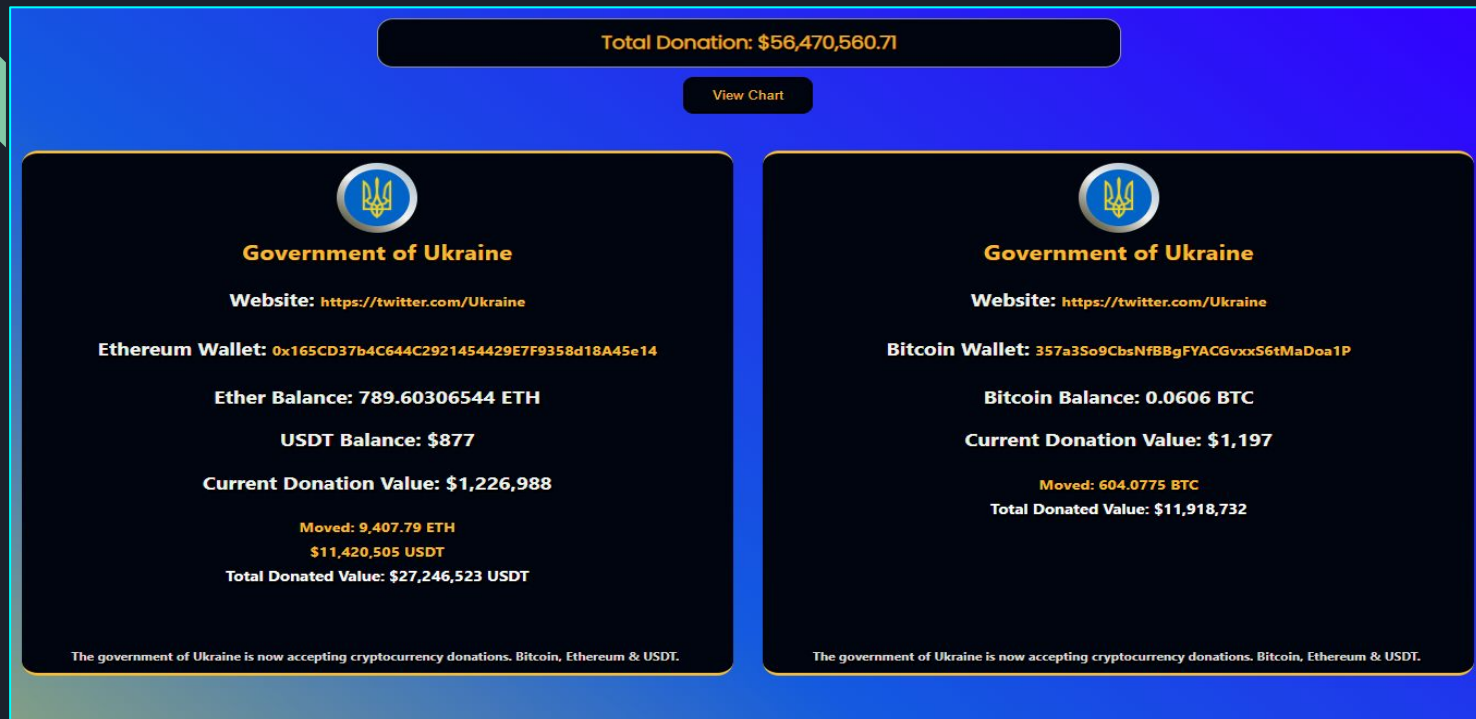 Total Donation: $56,470,560.71
View Chart
Government of Ukraine
Website: https://twitter.com/Ukraine
Ethereum Wallet: 0x165CD37b4C644C2921454429E7F9358d18A45e14
Ether Balance: 789.60306544 ETH
USDT Balance: $877
Current Donation Value: $1,226,988
Moved: 9,407.79 ETH
$11,420,505 USDT
Total Donated Value: $27,246,523 USDT
The government of Ukraine is now accepting cryptocurrency donations. Bitcoin, Ethereum & USDT.
Government of Ukraine
Website: https://twitter.com/Ukraine
Bitcoin Wallet: 357a3So9CbsNfBBgFYACGvxxS6tMaDoa1P
Bitcoin Balance: 0.0606 BTC
Current Donation Value: $1,197
Moved: 604.0775 BTC
Total Donated Value: $11,918,732
The government of Ukraine is now accepting cryptocurrency donations. Bitcoin, Ethereum & USDT.